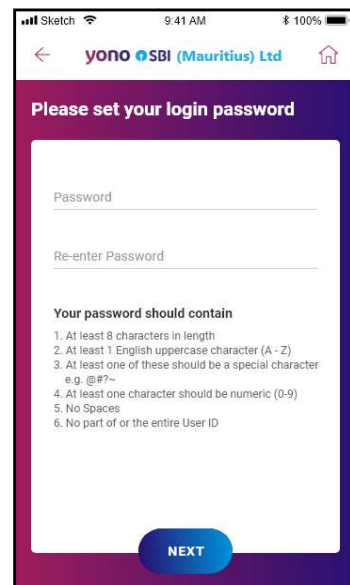 Sketch 9:41 AM 100%
yono SBI (Mauritius) Ltd
Please set your login password
Password
Re-enter Password
Your password should contain
1. At least 8 characters in length
2. At least 1 English uppercase character (A - Z)
3. At least one of these should be a special character
e.g. @#?~
4. At least one character should be numeric (0-9)
5. No Spaces
6. No part of or the entire User ID
NEXT